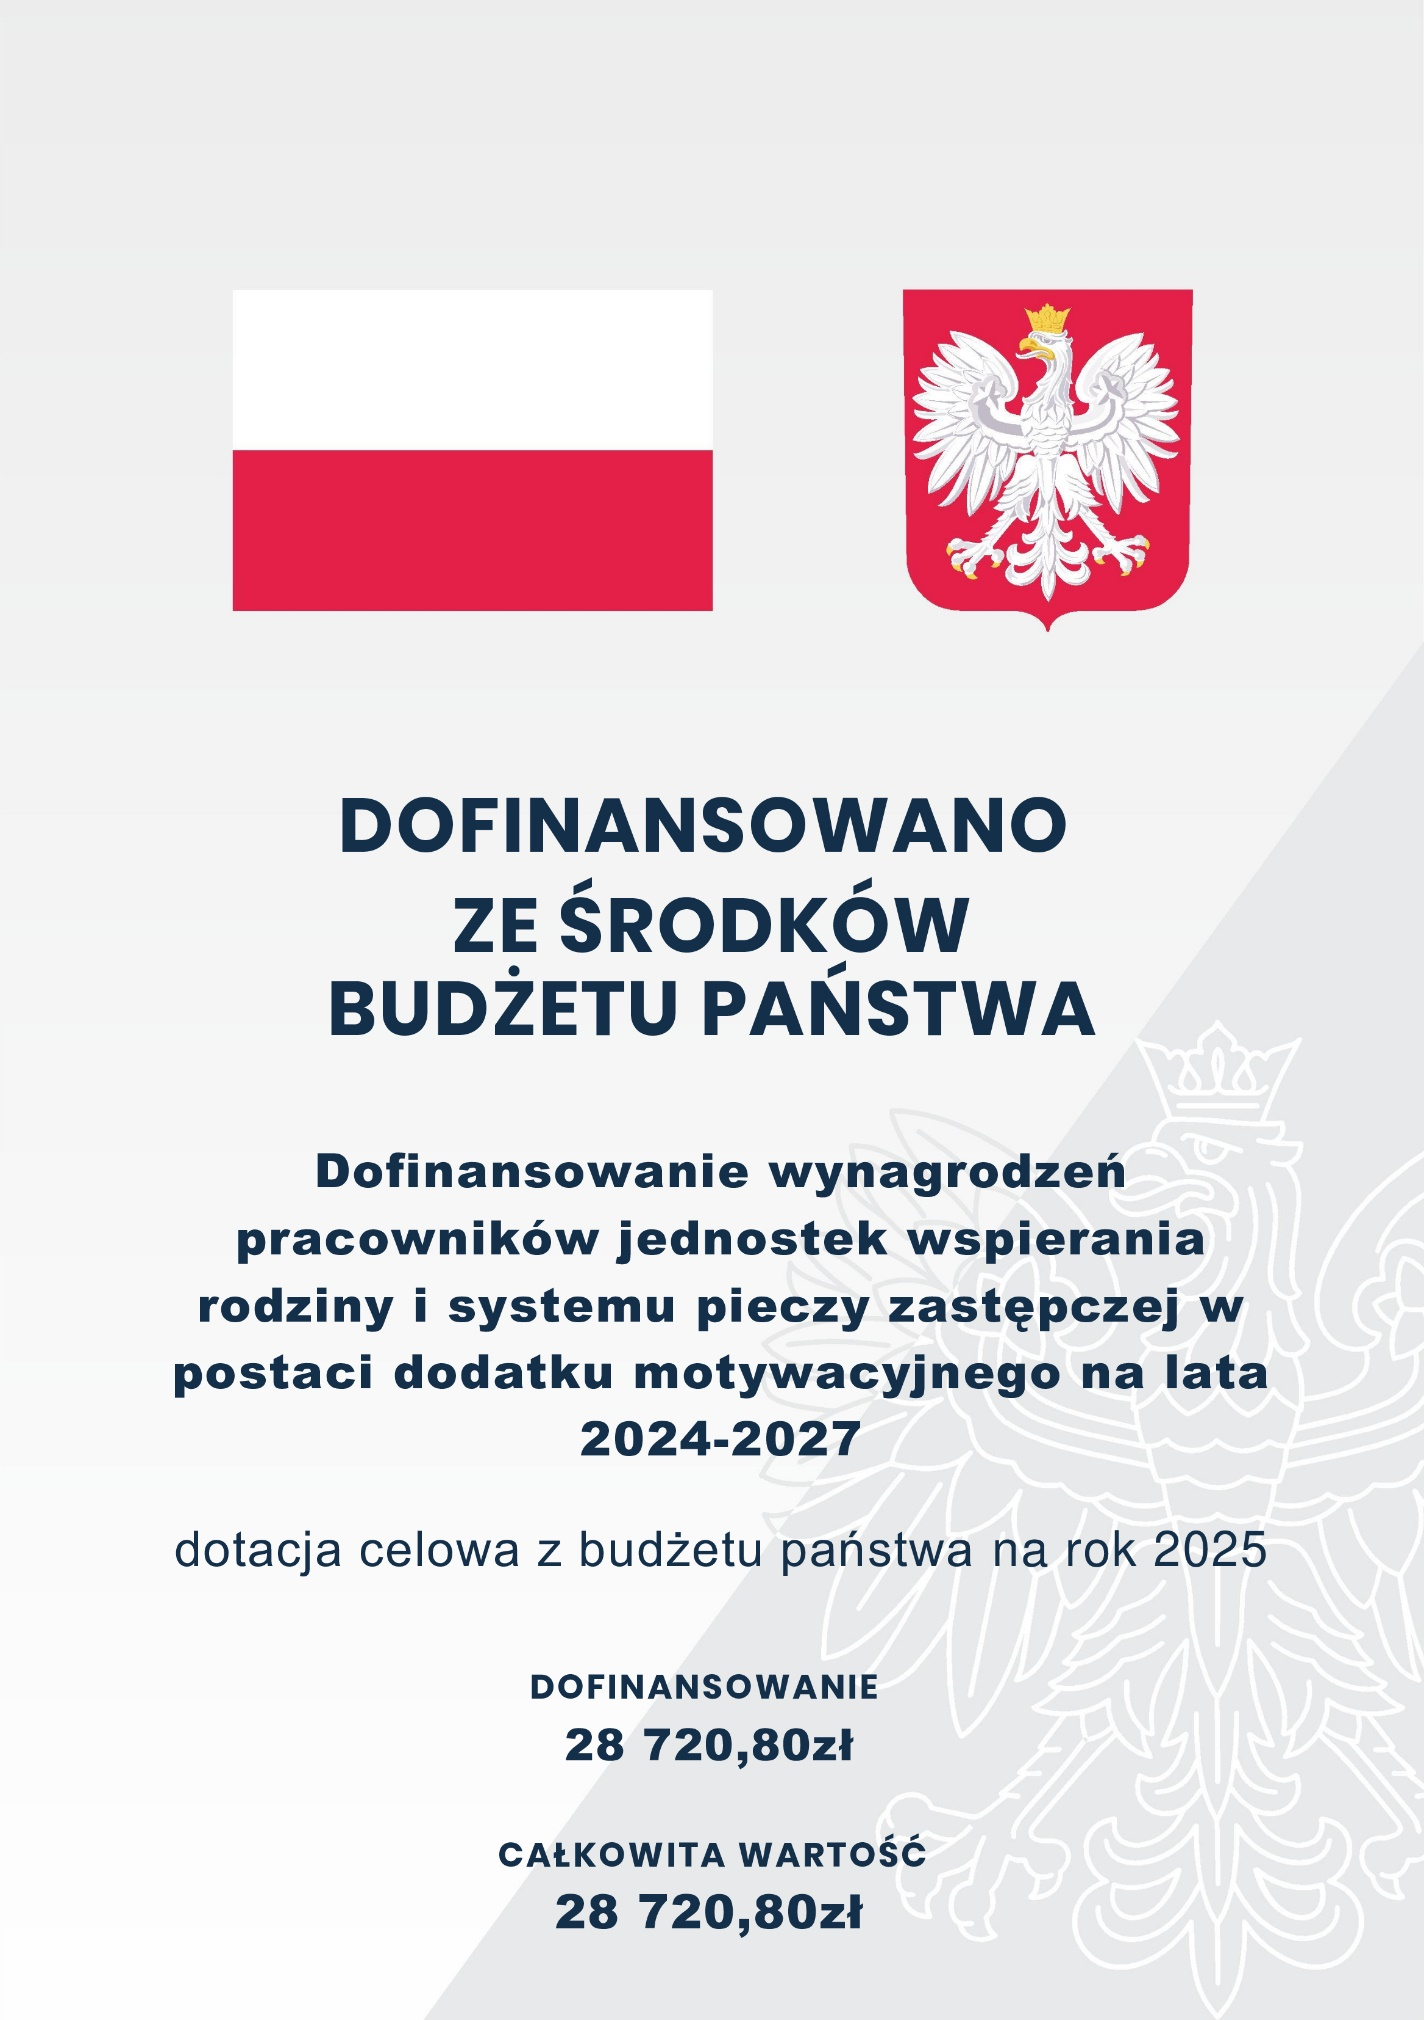 DOFINANSOWANO
ZE ŚRODKÓW
BUDŻETU PAŃSTWA
Dofinansowanie wynagrodzeń
pracowników jednostek wspierania
rodziny i systemu pieczy zastępczej w
postaci dodatku motywacyjnego na lata
2024-2027
dotacja celowa z budżetu państwa na rok 2025
DOFINANSOWANIE
28 720,80zł
CAŁKOWITA WARTOŚĆ
28 720,80zł